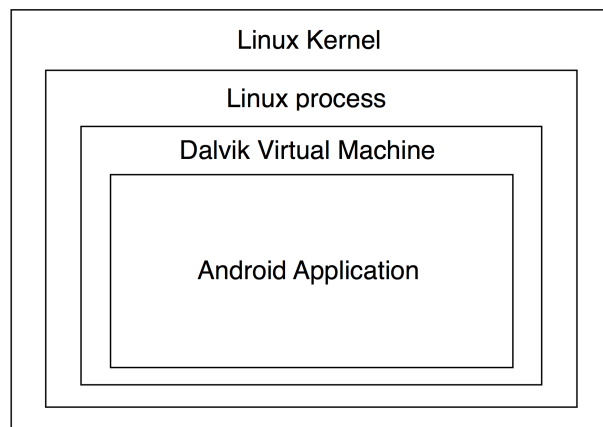 Linux Kernel
Linux process
Dalvik Virtual Machine
Android Application